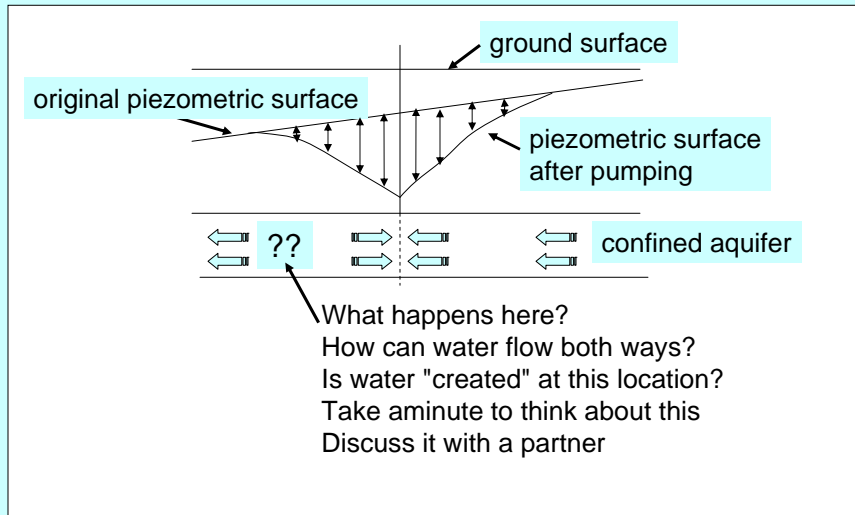 ground surface
original piezometric surface
piezometric surface
after pumping
??
confined aquifer
What happens here?
How can water flow both ways?
Is water "created" at this location?
Take aminute to think about this
Discuss it with a partner